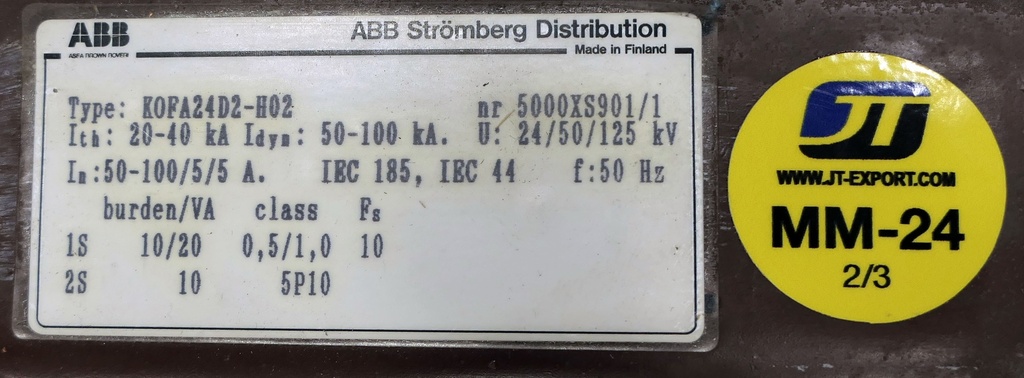 ABB
ASEA BROWN BOVERI
ABB Strömberg Distribution
Made in Finland
Type: KOFA24D2-H02 nr 5000XS901/1
Ith: 20-40 kA Idyn: 50-100 kA. U: 24/50/125 kV
In:50-100/5/5 A. IEC 185, IEC 44 f:50 Hz
burden/VA class Fs
1S 10/20 0,5/1,0 10
2S 10 5P10
JT
WWW.JT-EXPORT.COM
MM-24
2/3